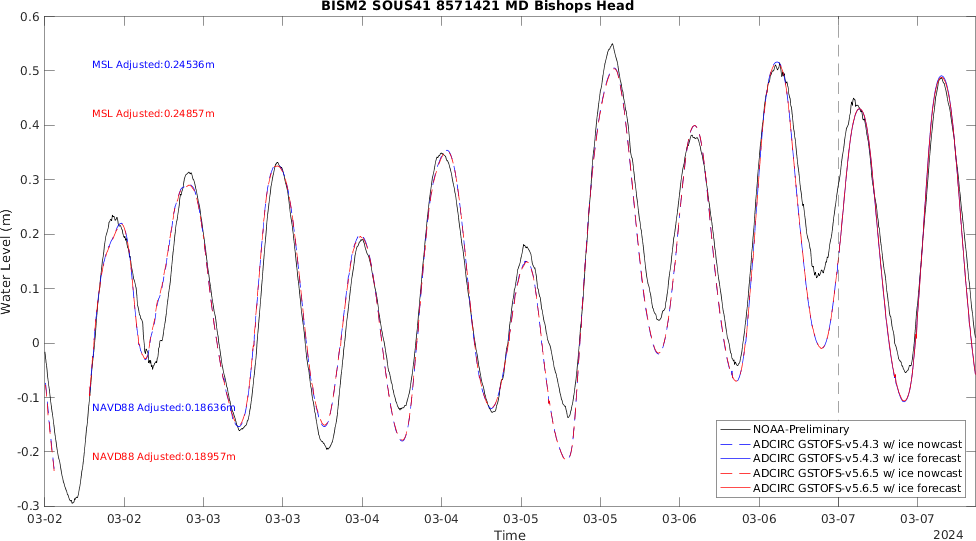 BISM2 SOUS41 8571421 MD Bishops Head
0.6
0.5
0.4
0.3
0.2
0.1
0
-0.1
-0.2
-0.3
Water Level (m)
MSL Adjusted:0.24536m
MSL Adjusted:0.24857m
NAVD88 Adjusted:0.18636m
NAVD88 Adjusted:0.18957m
NOAA-Preliminary
ADCIRC GSTOFS-v5.4.3 w/ ice nowcast
ADCIRC GSTOFS-v5.4.3 w/ ice forecast
ADCIRC GSTOFS-v5.6.5 w/ ice nowcast
ADCIRC GSTOFS-v5.6.5 w/ ice forecast
03-02 03-02 03-03 03-03 03-04 03-04 03-05 03-05 03-06 03-06 03-07 03-07
Time
2024